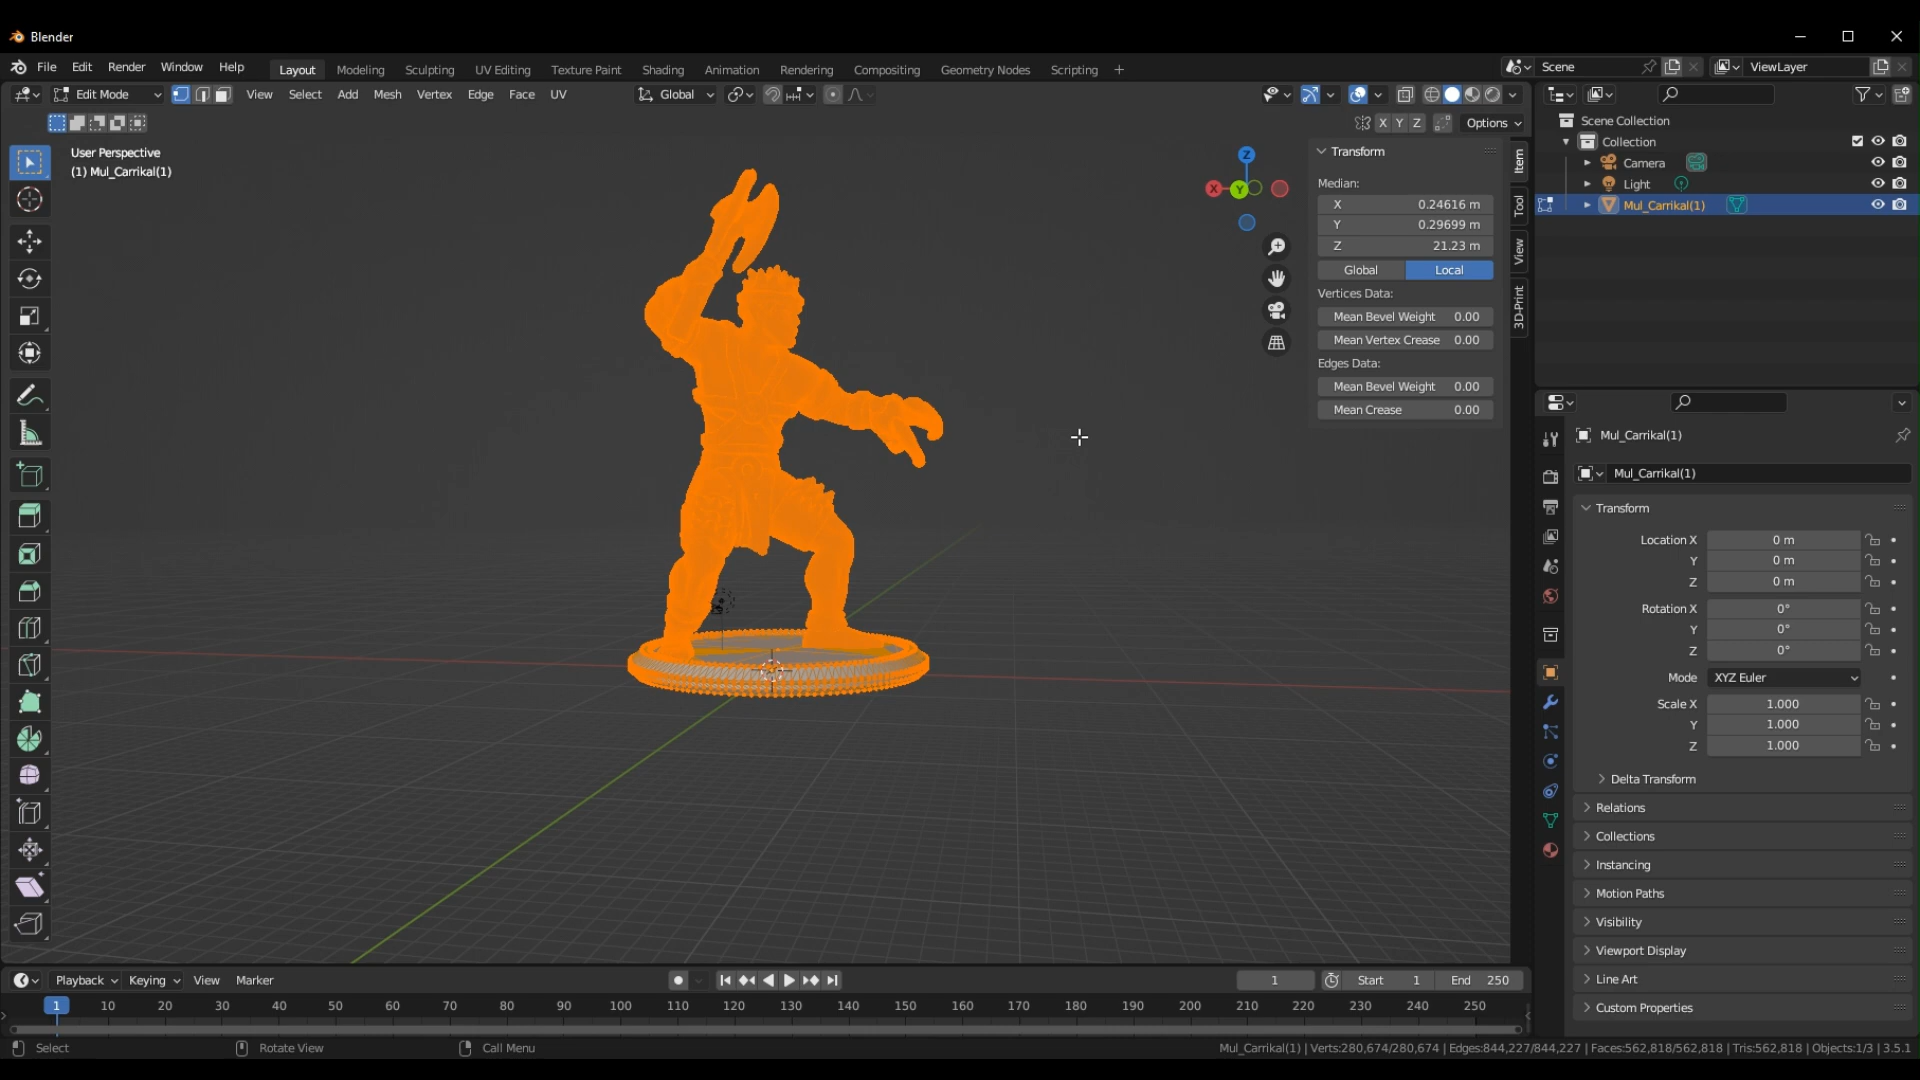 Blender
File Edit Render Window Help Layout Modeling Sculpting UV Editing Texture Paint Shading Animation Rendering Compositing Geometry Nodes Scripting + Scene ViewLayer
Edit Mode View Select Add Mesh Vertex Edge Face UV Global
X Y Z Options
User Perspective
(1) Mul_Carrikal(1)
Z
X Y
Transform
Median:
X 0.24616 m
Y 0.29699 m
Z 21.23 m
Global Local
Vertices Data:
Mean Bevel Weight 0.00
Mean Vertex Crease 0.00
Edges Data:
Mean Bevel Weight 0.00
Mean Crease 0.00
Item
Tool
View
3D-Print
Scene Collection
Collection
Camera
Light
Mul_Carrikal(1)
Mul_Carrikal(1)
Mul_Carrikal(1)
Transform
Location X 0 m
Y 0 m
Z 0 m
Rotation X 0°
Y 0°
Z 0°
Mode XYZ Euler
Scale X 1.000
Y 1.000
Z 1.000
Delta Transform
Relations
Collections
Instancing
Motion Paths
Visibility
Viewport Display
Line Art
Custom Properties
Playback Keying View Marker 1 Start 1 End 250
1 10 20 30 40 50 60 70 80 90 100 110 120 130 140 150 160 170 180 190 200 210 220 230 240 250
Select Rotate View Call Menu Mul_Carrikal(1) | Verts:280,674/280,674 | Edges:844,227/844,227 | Faces:562,818/562,818 | Tris:562,818 | Objects:1/3 | 3.5.1